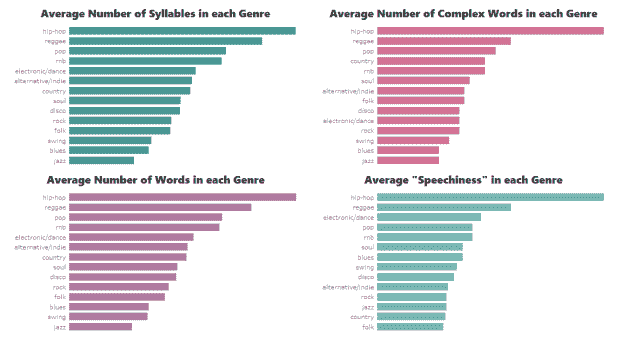 Average Number of Syllables in each Genre
hip-hop
reggae
pop
rnb
electronic/dance
alternative/indie
country
soul
disco
rock
folk
swing
blues
jazz
Average Number of Complex Words in each Genre
hip-hop
reggae
pop
country
rnb
soul
alternative/indie
folk
disco
electronic/dance
rock
swing
blues
jazz
Average Number of Words in each Genre
hip-hop
reggae
pop
rnb
electronic/dance
alternative/indie
country
soul
disco
rock
folk
blues
swing
jazz
Average "Speechiness" in each Genre
hip-hop
reggae
electronic/dance
pop
rnb
soul
blues
swing
disco
alternative/indie
rock
jazz
country
folk